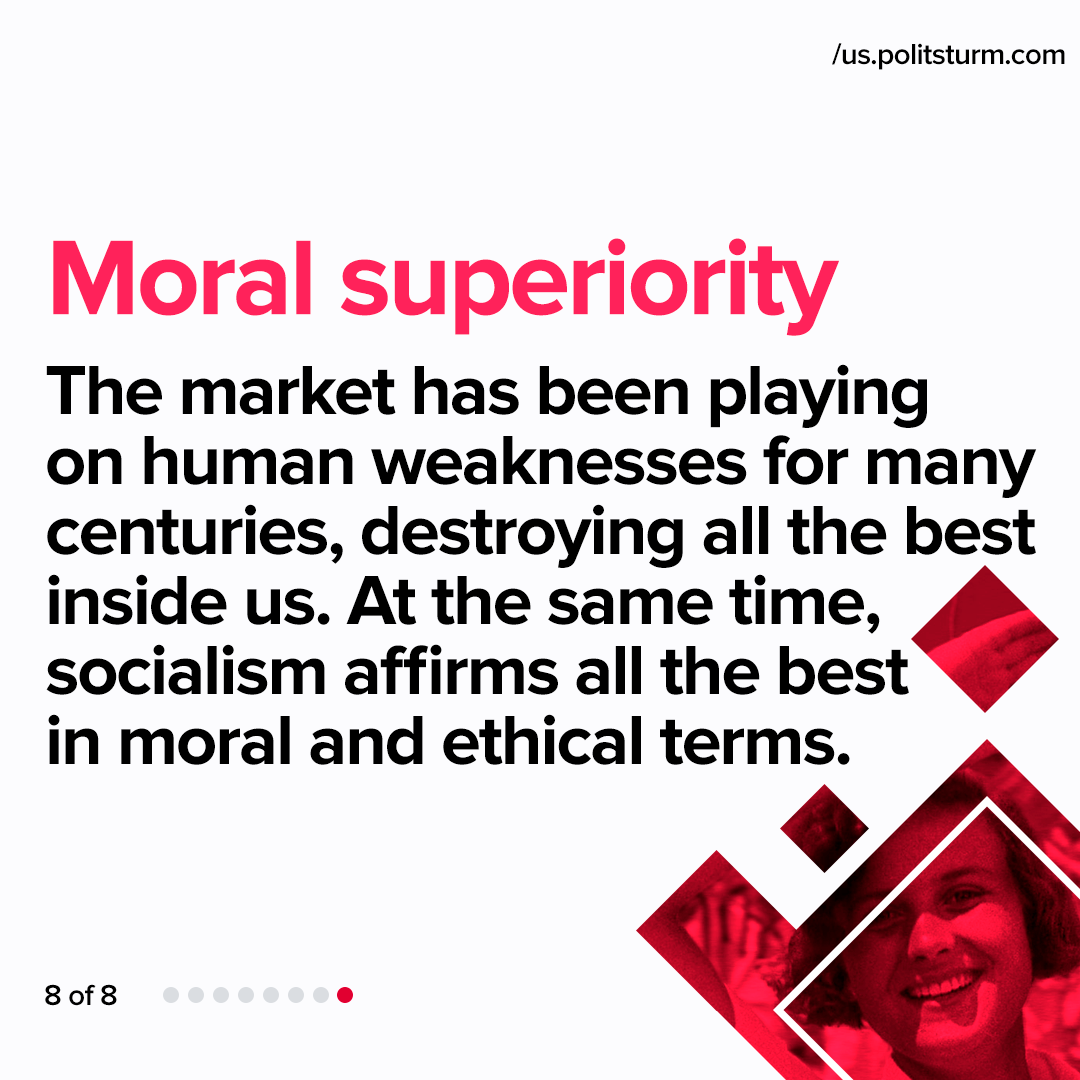 /us.politsturm.com
Moral superiority
The market has been playing
on human weaknesses for many
centuries, destroying all the best
inside us. At the same time,
socialism affirms all the best
in moral and ethical terms.
8 of 8